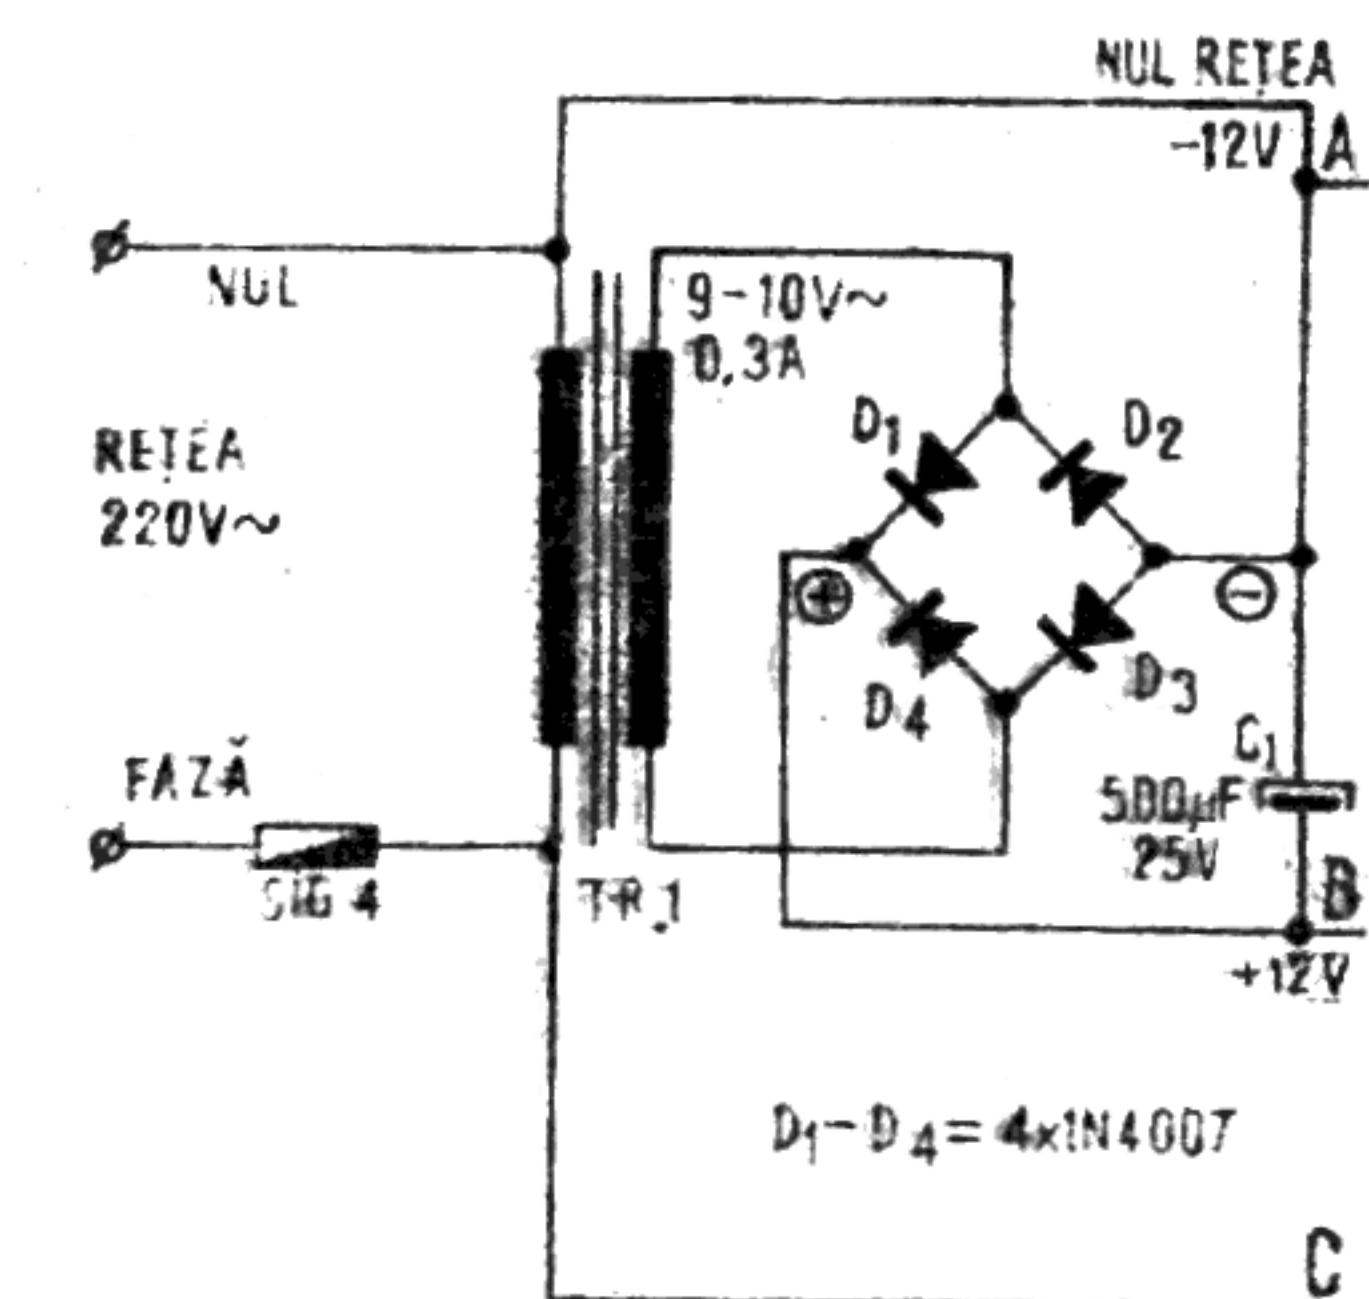 NUL REȚEA
-12V A
NUL
9-10V~
0,3A
D1
D2
REȚEA
220V~
+
-
D4
D3
C1
500µF
25V
FAZĂ
SIG 4
TR.1
B
+12V
D1-D4=4x1N4007
C